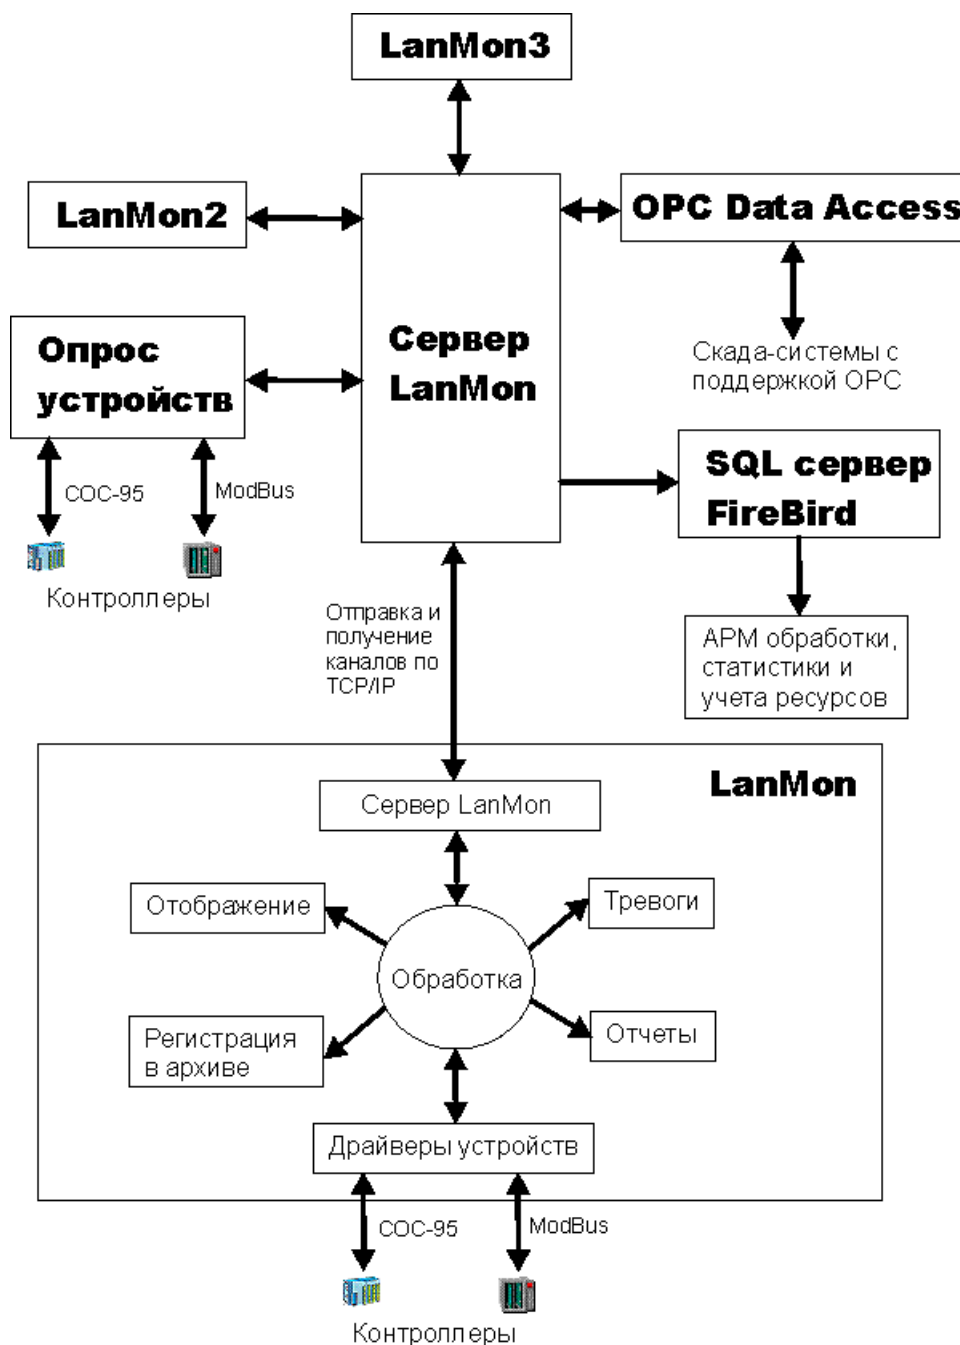 LanMon3
LanMon2
OPC Data Access
Опрос
устройств
Сервер
LanMon
Скада-системы с
поддержкой ОРС
SQL сервер
FireBird
СОС-95
ModBus
Контроллеры
Отправка и
получение
каналов по
TCP/IP
АРМ обработки,
статистики и
учета ресурсов
LanMon
Сервер LanMon
Отображение
Тревоги
Обработка
Регистрация
в архиве
Отчеты
Драйверы устройств
СОС-95
ModBus
Контроллеры